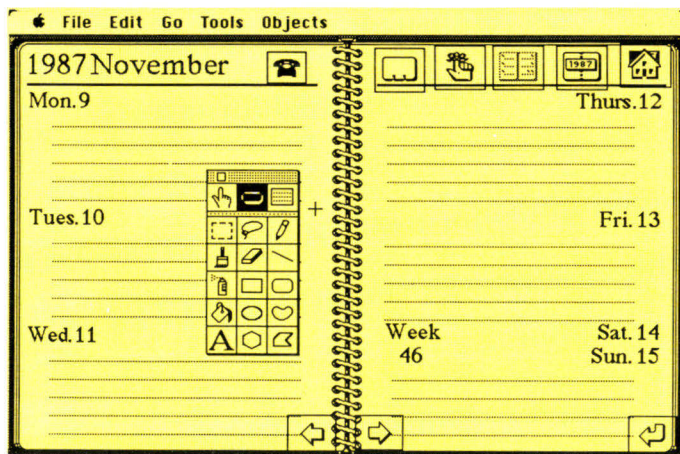 File Edit Go Tools Objects
1987 November
Mon. 9
Tues. 10
Wed. 11
A
1987
Thurs. 12
Fri. 13
Week Sat. 14
46 Sun. 15